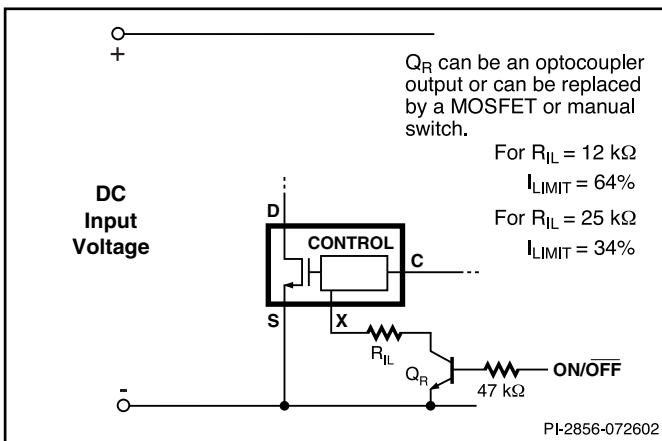 +
Q_R can be an optocoupler
output or can be replaced
by a MOSFET or manual
switch.
For R_IL = 12 kΩ
I_LIMIT = 64%
For R_IL = 25 kΩ
I_LIMIT = 34%
DC
Input
Voltage
D
CONTROL
C
S
X
R_IL
Q_R
47 kΩ
ON/O̅F̅F̅
-
PI-2856-072602